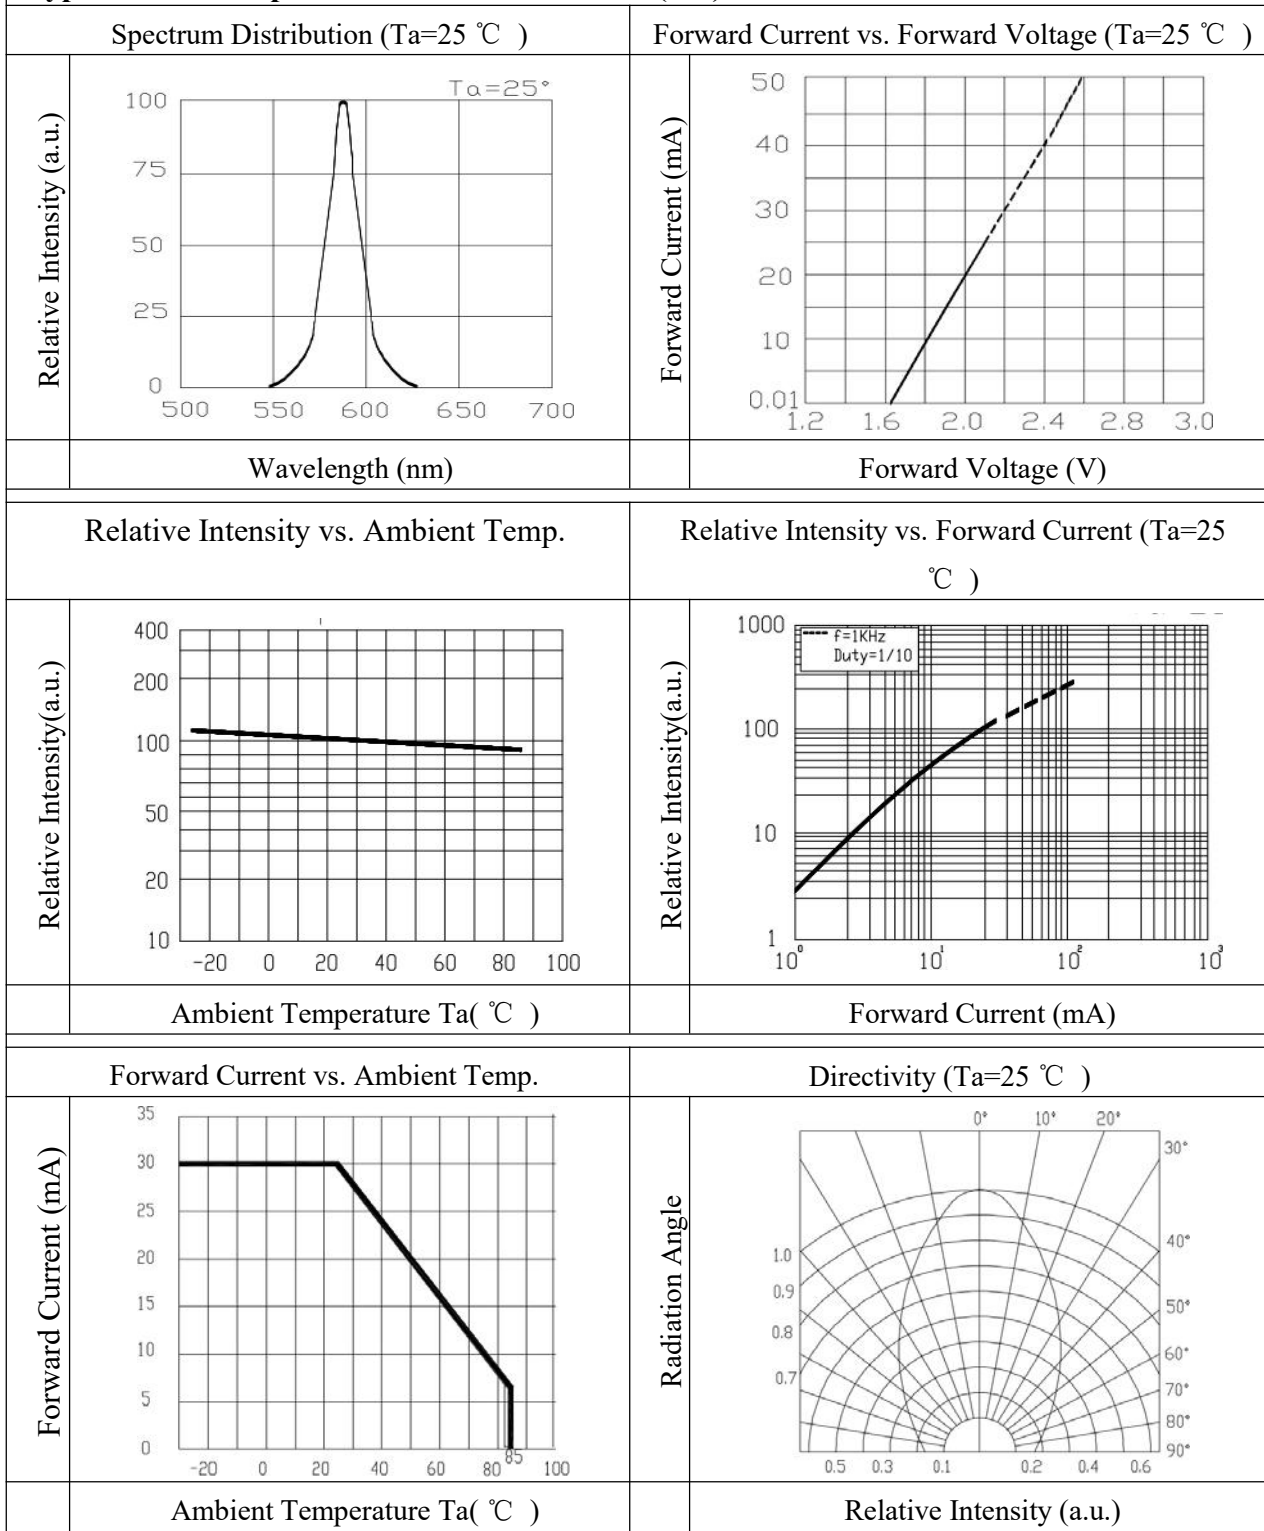 Spectrum Distribution (Ta=25 ℃ )
Forward Current vs. Forward Voltage (Ta=25 ℃ )
Relative Intensity (a.u.)
Ta=25°
100
75
50
25
0
500 550 600 650 700
Wavelength (nm)
Forward Current (mA)
50
40
30
20
10
0.01
1.2 1.6 2.0 2.4 2.8 3.0
Forward Voltage (V)
Relative Intensity vs. Ambient Temp.
Relative Intensity vs. Forward Current (Ta=25
℃ )
Relative Intensity(a.u.)
400
200
100
50
20
10
-20 0 20 40 60 80 100
Ambient Temperature Ta( ℃ )
Relative Intensity(a.u.)
1000
f=1KHz
Duty=1/10
100
10
1
10⁰ 10¹ 10² 10³
Forward Current (mA)
Forward Current vs. Ambient Temp.
Directivity (Ta=25 ℃ )
Forward Current (mA)
35
30
25
20
15
10
5
0
-20 0 20 40 60 80 85 100
Ambient Temperature Ta( ℃ )
Radiation Angle
0° 10° 20°
30°
40°
50°
60°
70°
80°
90°
1.0
0.9
0.8
0.7
0.5 0.3 0.1 0.2 0.4 0.6
Relative Intensity (a.u.)